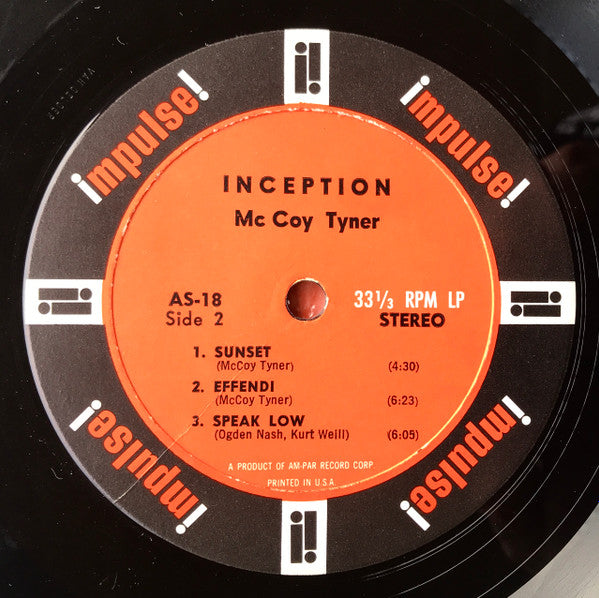 impulse!
impulse!
INCEPTION
Mc Coy Tyner
AS-18
33⅓ RPM LP
Side 2
STEREO
1. SUNSET
(McCoy Tyner) (4:30)
2. EFFENDI
(McCoy Tyner) (6:23)
3. SPEAK LOW
(Ogden Nash, Kurt Weill) (6:05)
A PRODUCT OF AM-PAR RECORD CORP
PRINTED IN U.S.A
impulse!
impulse!